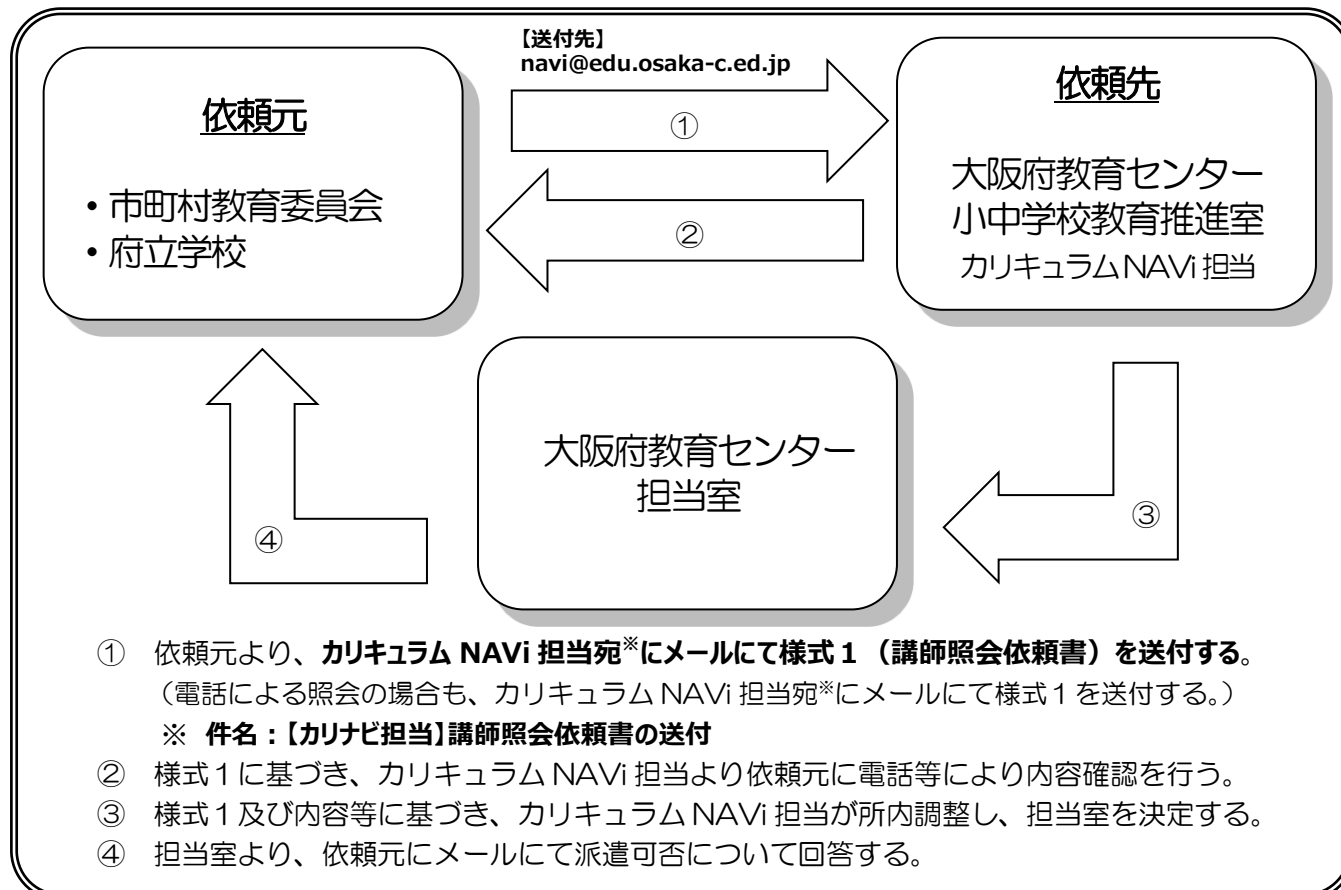 【送付先】
navi@edu.osaka-c.ed.jp
依頼元
・市町村教育委員会
・府立学校
①
②
依頼先
大阪府教育センター
小中学校教育推進室
カリキュラムNAVi担当
大阪府教育センター
担当室
③
④
① 依頼元より、カリキュラム NAVi 担当宛※にメールにて様式1（講師照会依頼書）を送付する。
（電話による照会の場合も、カリキュラム NAVi 担当宛※にメールにて様式1を送付する。）
※ 件名：【カリナビ担当】講師照会依頼書の送付
② 様式1に基づき、カリキュラム NAVi 担当より依頼元に電話等により内容確認を行う。
③ 様式1及び内容等に基づき、カリキュラム NAVi 担当が所内調整し、担当室を決定する。
④ 担当室より、依頼元にメールにて派遣可否について回答する。